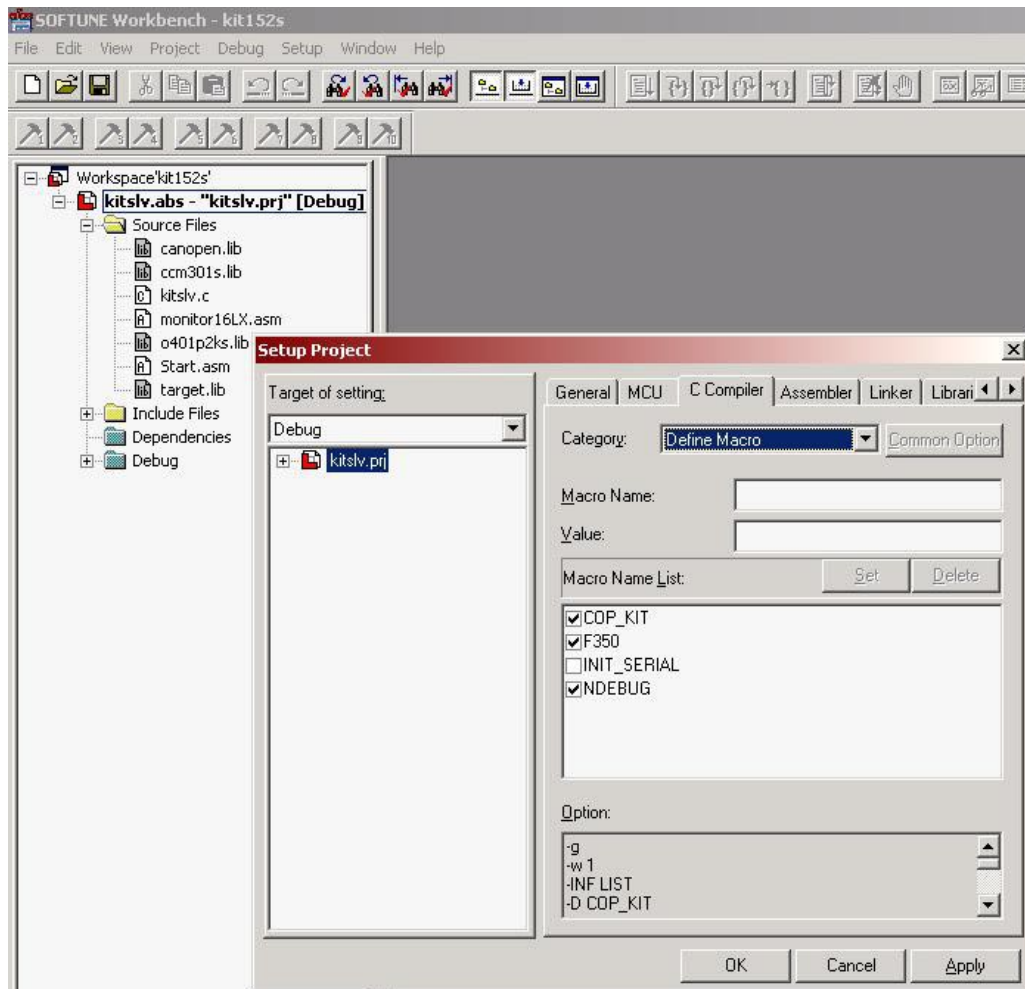 SOFTUNE Workbench - kit152s
File Edit View Project Debug Setup Window Help
Workspace'kit152s'
kitslv.abs - "kitslv.prj" [Debug]
Source Files
canopen.lib
ccm301s.lib
kitslv.c
monitor16LX.asm
o401p2ks.lib
Start.asm
target.lib
Include Files
Dependencies
Debug
Setup Project
Target of setting:
Debug
kitslv.prj
General MCU C Compiler Assembler Linker Librari
Category: Define Macro Common Option
Macro Name:
Value:
Macro Name List: Set Delete
COP_KIT
F350
INIT_SERIAL
NDEBUG
Option:
-g
-w 1
-INF LIST
-D COP_KIT
OK Cancel Apply